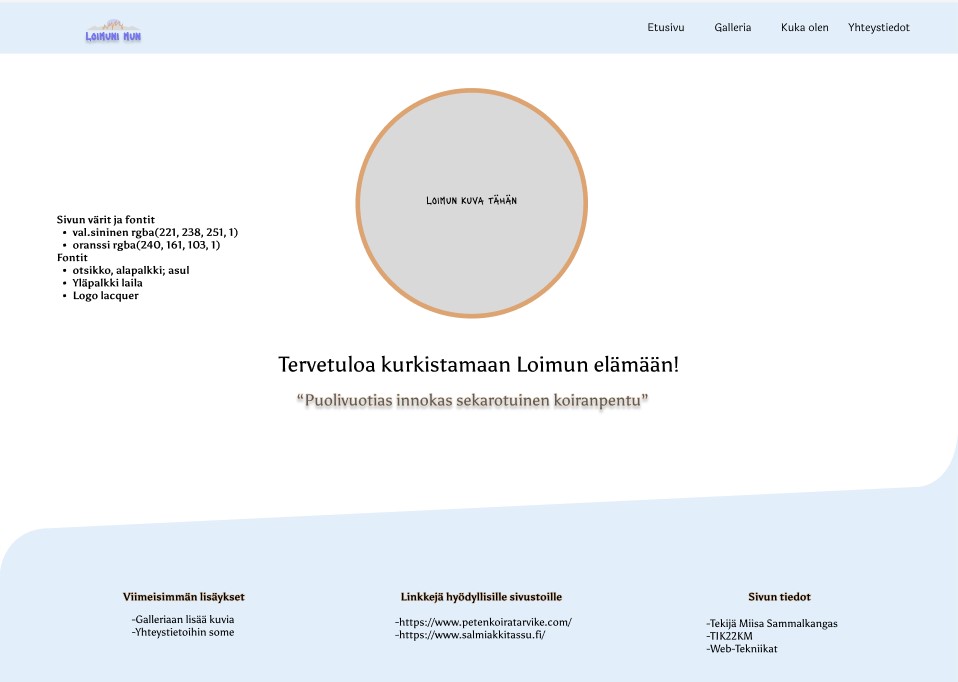 LOIMUNI MUN
Etusivu Galleria Kuka olen Yhteystiedot
LOIMUN KUVA TÄHÄN
Sivun värit ja fontit
• val.sininen rgba(221, 238, 251, 1)
• oranssi rgba(240, 161, 103, 1)
Fontit
• otsikko, alapalkki; asul
• Yläpalkki laila
• Logo lacquer
Tervetuloa kurkistamaan Loimun elämään!
“Puolivuotias innokas sekarotuinen koiranpentu”
Viimeisimmän lisäykset
-Galleriaan lisää kuvia
-Yhteystietoihin some
Linkkejä hyödyllisille sivustoille
-https://www.petenkoiratarvike.com/
-https://www.salmiakkitassu.fi/
Sivun tiedot
-Tekijä Miisa Sammalkangas
-TIK22KM
-Web-Tekniikat